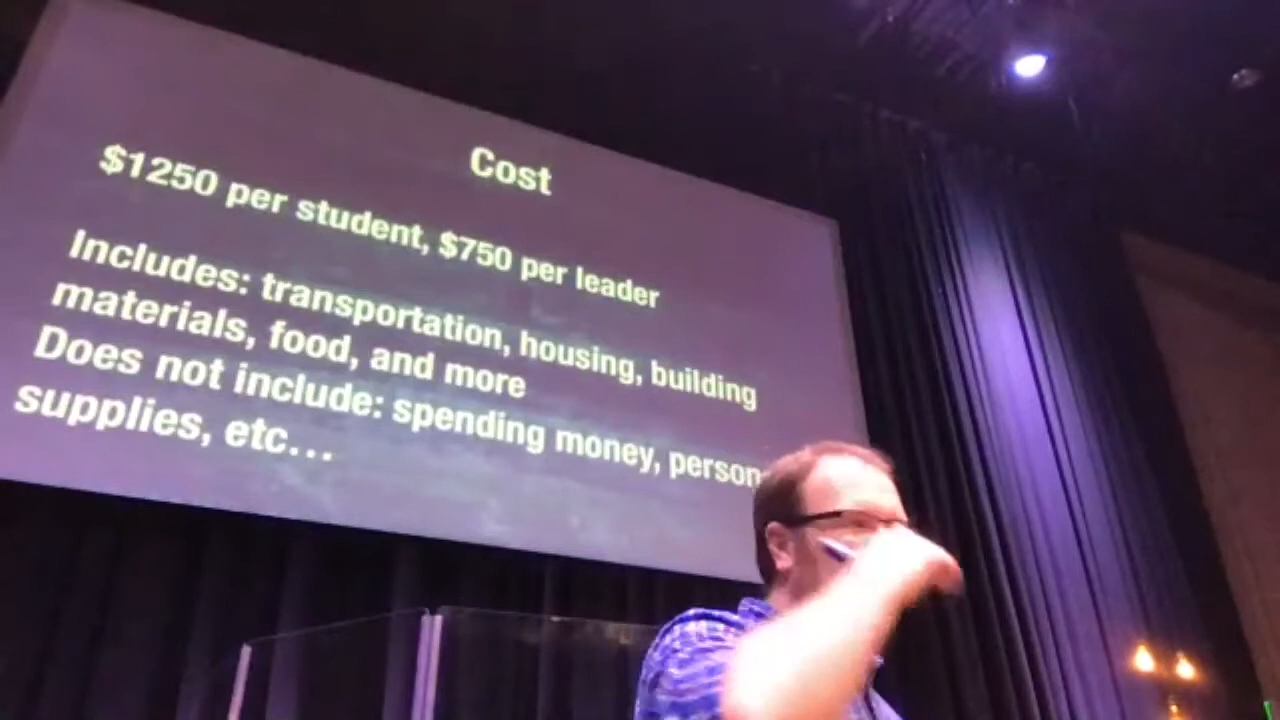 Cost
$1250 per student, $750 per leader
Includes: transportation, housing, building
materials, food, and more
Does not include: spending money,
supplies, etc…